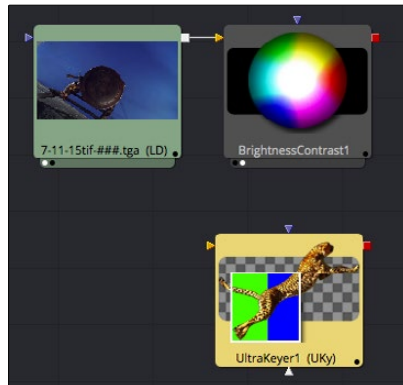 7-11-15tif-###.tga (LD)
BrightnessContrast1
UltraKeyer1 (UKy)